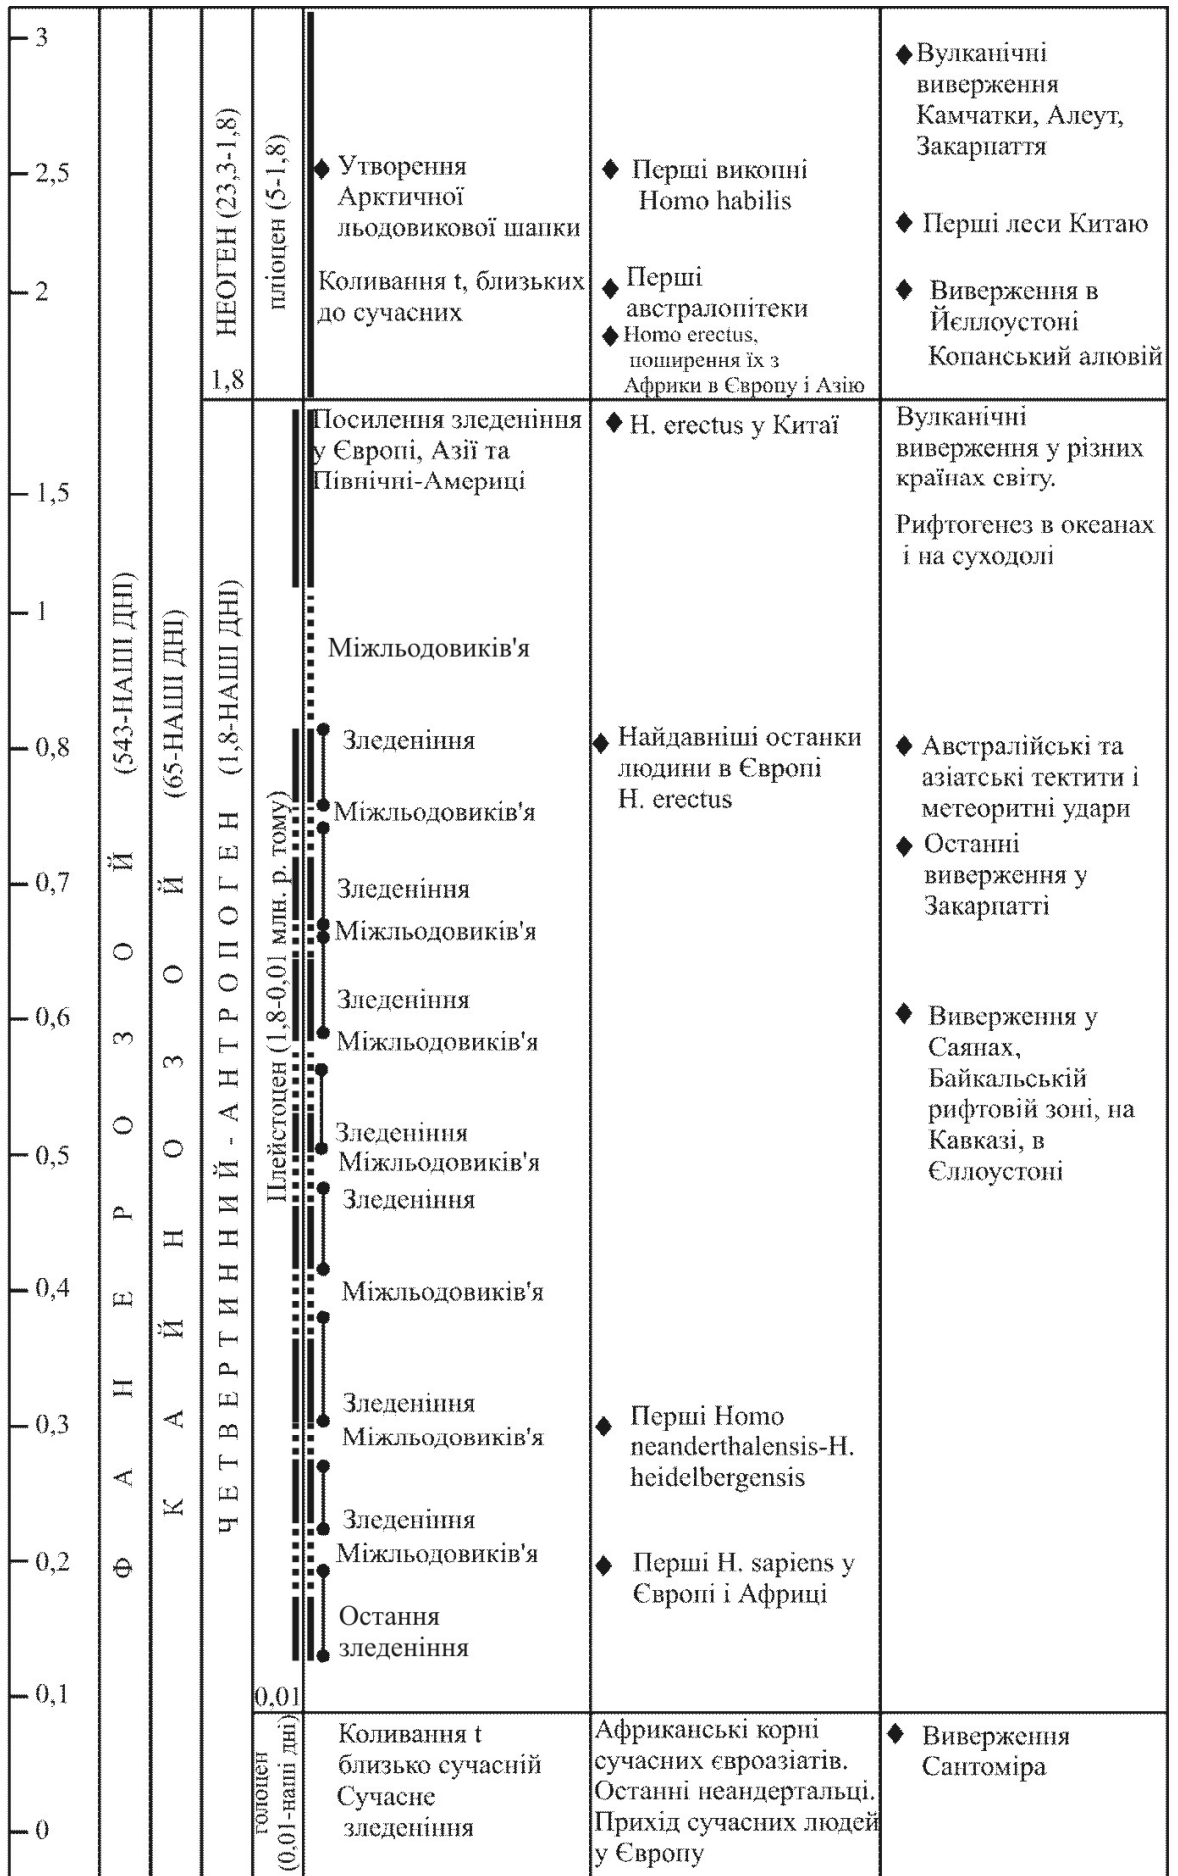 3
2,5
2
1,5
1
0,8
0,7
0,6
0,5
0,4
0,3
0,2
0,1
0
ФАНЕРОЗОЙ (543-НАШІ ДНІ)
КАЙНОЗОЙ (65-НАШІ ДНІ)
НЕОГЕН (23,3-1,8)
1,8
ЧЕТВЕРТИННИЙ-АНТРОПОГЕН (1,8-НАШІ ДНІ)
пліоцен (5-1,8)
Плейстоцен (1,8-0,01 млн. р. тому)
0,01
голоцен
(0,01-наші дні)
Утворення
Арктичної
льодовикової шапки
Коливання t, близьких
до сучасних
Посилення зледеніння
у Європі, Азії та
Північні-Америці
Міжльодовиків'я
Зледеніння
Міжльодовиків'я
Зледеніння
Міжльодовиків'я
Зледеніння
Міжльодовиків'я
Зледеніння
Міжльодовиків'я
Зледеніння
Міжльодовиків'я
Зледеніння
Міжльодовиків'я
Зледеніння
Міжльодовиків'я
Остання
зледеніння
Коливання t
близько сучасній
Сучасне
зледеніння
Перші викопні
Homo habilis
Перші
австралопітеки
Homo erectus,
поширення їх з
Африки в Європу і Азію
H. erectus у Китаї
Найдавніші останки
людини в Європі
H. erectus
Перші Homo
neanderthalensis-H.
heidelbergensis
Перші H. sapiens у
Європі і Африці
Африканські корні
сучасних євроазіатів.
Останні неандертальці.
Прихід сучасних людей
у Європу
Вулканічні
виверження
Камчатки, Алеут,
Закарпаття
Перші леси Китаю
Виверження в
Йєллоустоні
Копанський алювій
Вулканічні
виверження у різних
країнах світу.
Рифтогенез в океанах
і на суходолі
Австралійські та
азіатські тектити і
метеоритні удари
Останні
виверження у
Закарпатті
Виверження у
Саянах,
Байкальській
рифтовій зоні, на
Кавказі, в
Єллоустоні
Виверження
Сантоміра